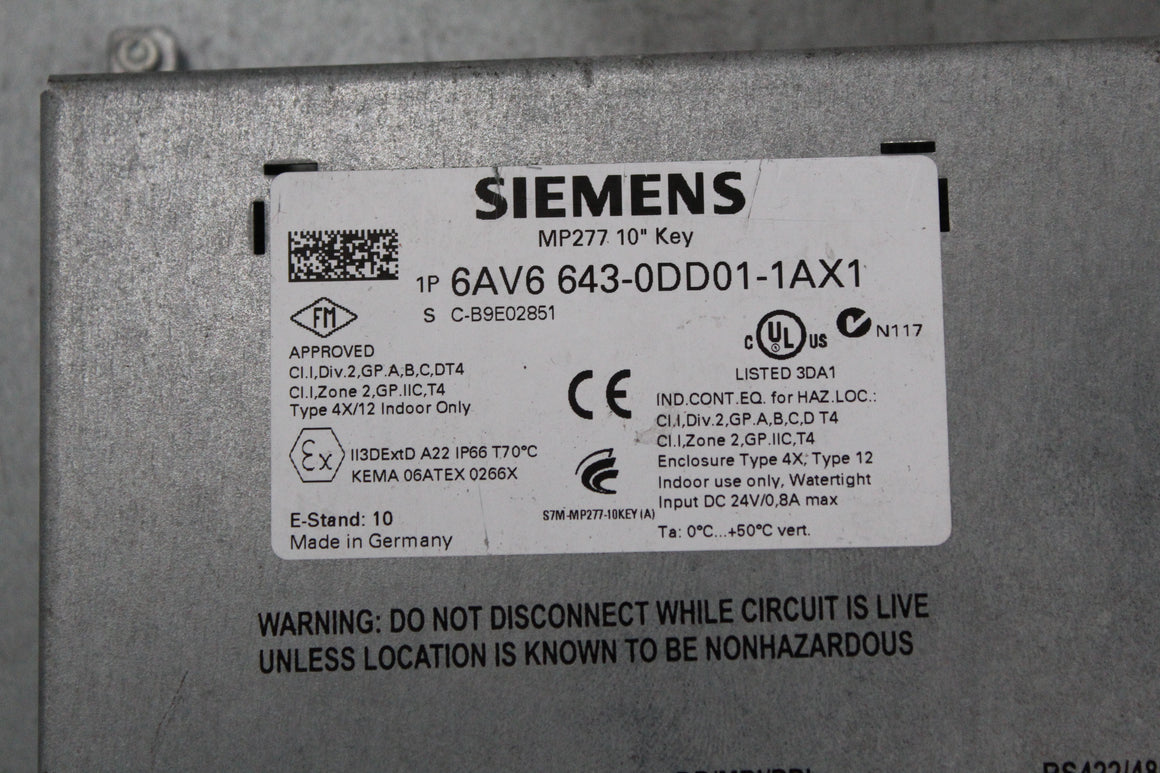 SIEMENS
MP277 10" Key
1P 6AV6 643-0DD01-1AX1
S C-B9E02851
FM
APPROVED
Cl.I,Div.2,GP.A,B,C,DT4
Cl.I,Zone 2,GP.IIC,T4
Type 4X/12 Indoor Only
Ex II3DExtD A22 IP66 T70°C
KEMA 06ATEX 0266X
E-Stand: 10
Made in Germany
CE
S7M-MP277-10KEY(A)
C UL US
N117
LISTED 3DA1
IND.CONT.EQ. for HAZ.LOC.:
Cl.I,Div.2,GP.A,B,C,D T4
Cl.I,Zone 2,GP.IIC,T4
Enclosure Type 4X, Type 12
Indoor use only, Watertight
Input DC 24V/0,8A max
Ta: 0°C...+50°C vert.
WARNING: DO NOT DISCONNECT WHILE CIRCUIT IS LIVE
UNLESS LOCATION IS KNOWN TO BE NONHAZARDOUS
RS422/48